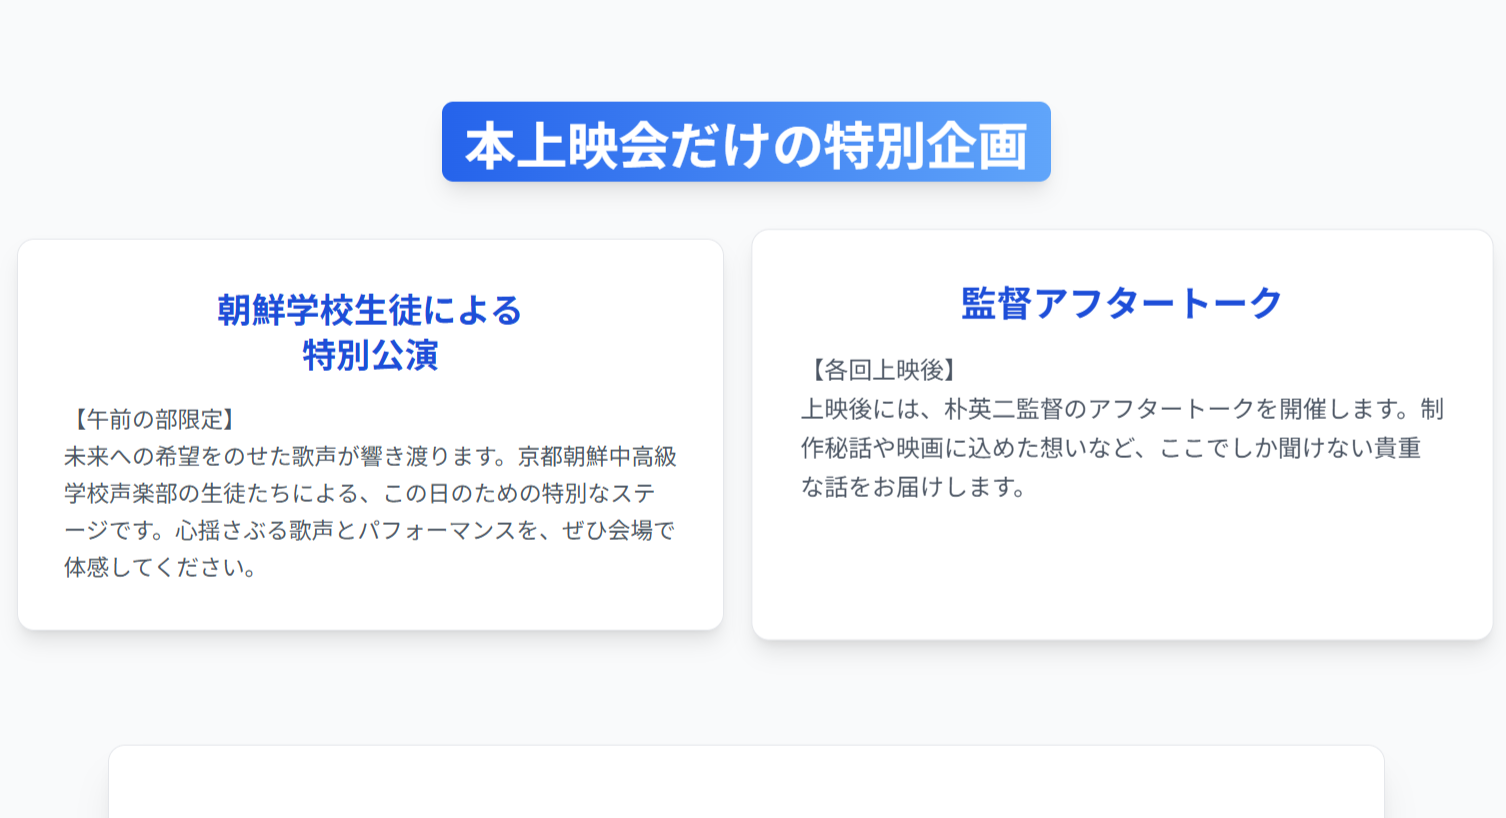 本上映会だけの特別企画
朝鮮学校生徒による
特別公演
【午前の部限定】
未来への希望をのせた歌声が響き渡ります。京都朝鮮中高級
学校声楽部の生徒たちによる、この日のための特別なステ
ージです。心揺さぶる歌声とパフォーマンスを、ぜひ会場で
体感してください。
監督アフタートーク
【各回上映後】
上映後には、朴英二監督のアフタートークを開催します。制
作秘話や映画に込めた想いなど、ここでしか聞けない貴重
な話をお届けします。